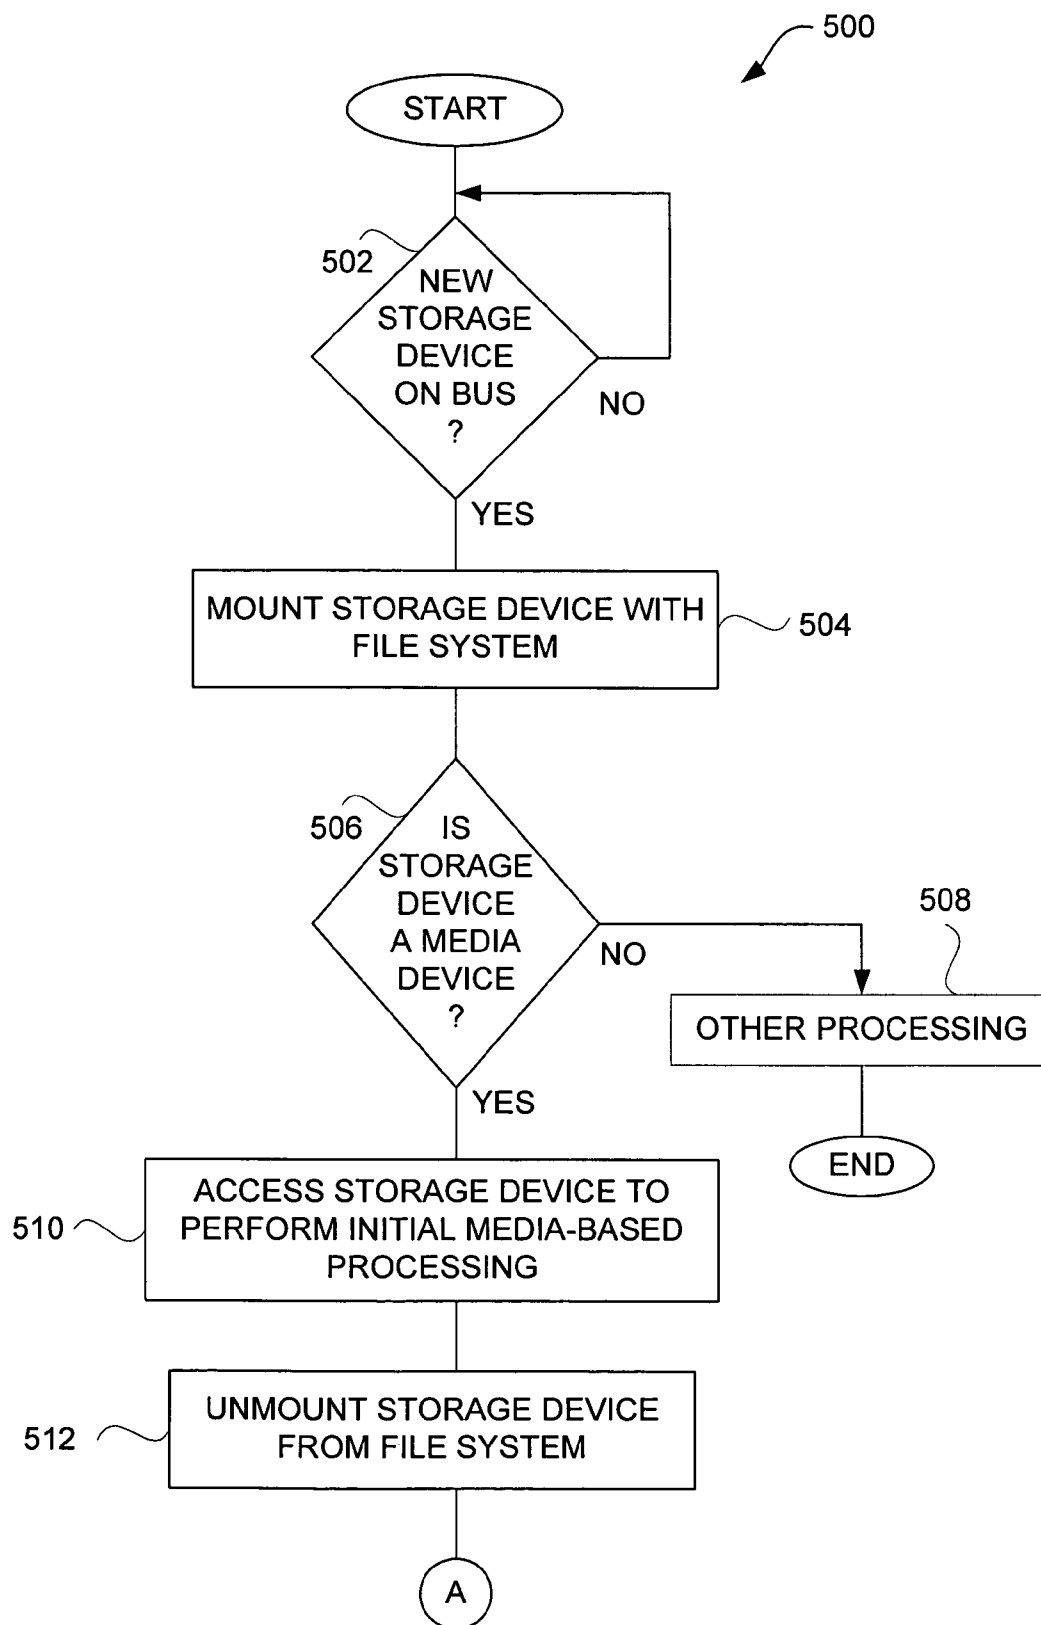 500
START
502
NEW
STORAGE
DEVICE
ON BUS
?
NO
YES
MOUNT STORAGE DEVICE WITH
FILE SYSTEM
504
506
IS
STORAGE
DEVICE
A MEDIA
DEVICE
?
NO
508
OTHER PROCESSING
YES
END
510
ACCESS STORAGE DEVICE TO
PERFORM INITIAL MEDIA-BASED
PROCESSING
512
UNMOUNT STORAGE DEVICE
FROM FILE SYSTEM
A